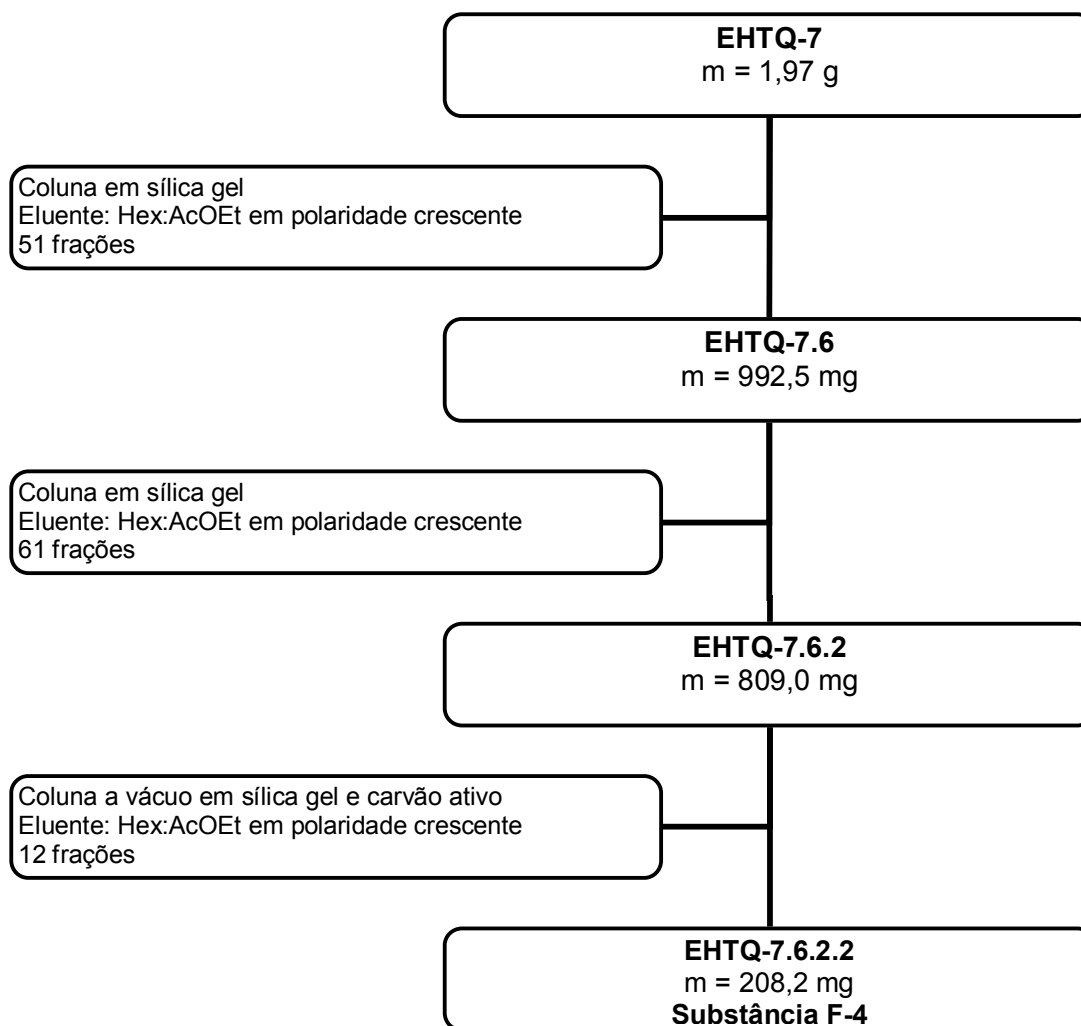 EHTQ-7
m = 1,97 g
Coluna em sílica gel
Eluente: Hex:AcOEt em polaridade crescente
51 frações
EHTQ-7.6
m = 992,5 mg
Coluna em sílica gel
Eluente: Hex:AcOEt em polaridade crescente
61 frações
EHTQ-7.6.2
m = 809,0 mg
Coluna a vácuo em sílica gel e carvão ativo
Eluente: Hex:AcOEt em polaridade crescente
12 frações
EHTQ-7.6.2.2
m = 208,2 mg
Substância F-4